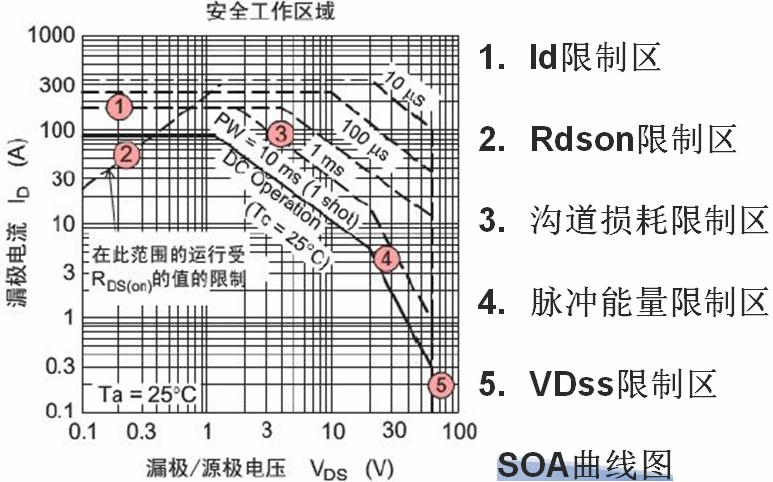 安全工作区域
1000
300
100
30
10
3
1
0.3
0.1
漏极电流 ID (A)
1
2
3
4
5
10 μs
100 μs
1 ms
PW = 10 ms (1 shot)
DC Operation
(Tc = 25°C)
在此范围的运行受
RDS(on)的值的限制
Ta = 25°C
0.1 0.3 1 3 10 30 100
漏极/源极电压 VDS (V)
1. Id限制区
2. Rdson限制区
3. 沟道损耗限制区
4. 脉冲能量限制区
5. VDss限制区
SOA曲线图